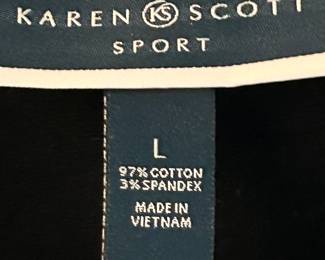 KAREN KS SCOTT
SPORT
L
97% COTTON
3% SPANDEX
MADE IN
VIETNAM